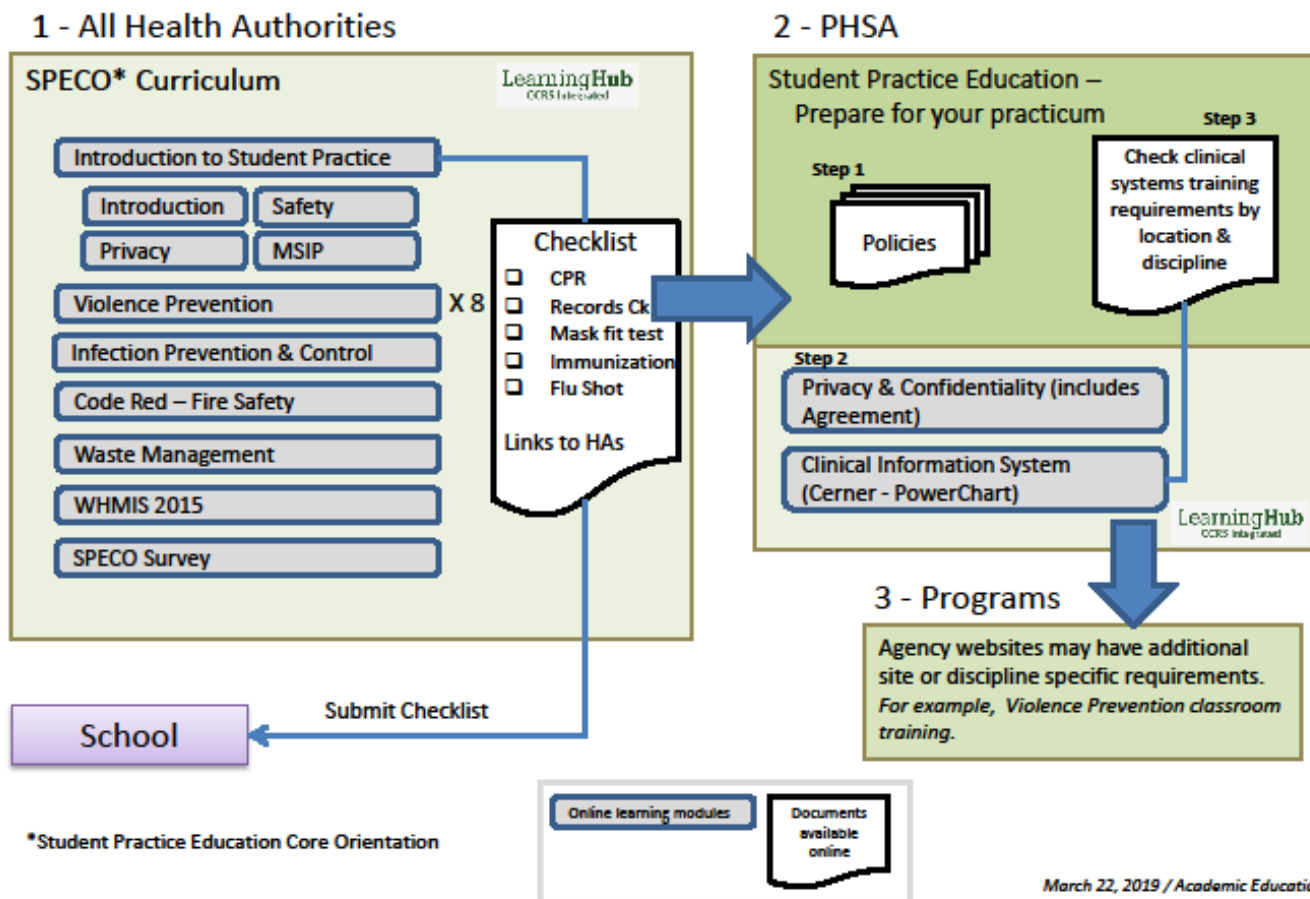 1 - All Health Authorities
SPECO* Curriculum
LearningHub
CCRS Integrated
Introduction to Student Practice
Introduction
Safety
Privacy
MSIP
Violence Prevention
X 8
Infection Prevention & Control
Code Red – Fire Safety
Waste Management
WHMIS 2015
SPECO Survey
Checklist
CPR
Records Ck
Mask fit test
Immunization
Flu Shot
Links to HAs
Submit Checklist
School
2 - PHSA
Student Practice Education –
Prepare for your practicum
Step 1
Policies
Step 3
Check clinical
systems training
requirements by
location &
discipline
Step 2
Privacy & Confidentiality (includes
Agreement)
Clinical Information System
(Cerner - PowerChart)
LearningHub
CCRS Integrated
3 - Programs
Agency websites may have additional
site or discipline specific requirements.
For example, Violence Prevention classroom
training.
Online learning modules
Documents
available
online
*Student Practice Education Core Orientation
March 22, 2019 / Academic Educatio